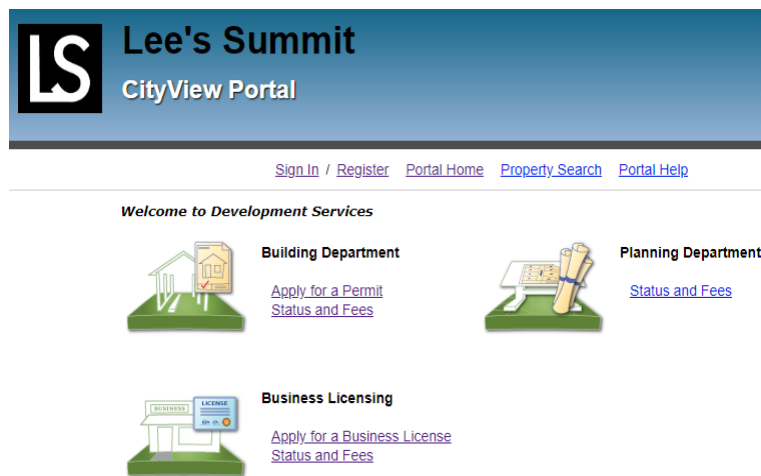 LS
Lee's Summit
CityView Portal
Sign In / Register Portal Home Property Search Portal Help
Welcome to Development Services
Building Department
Apply for a Permit
Status and Fees
Planning Department
Status and Fees
BUSINESS
LICENSE
Business Licensing
Apply for a Business License
Status and Fees